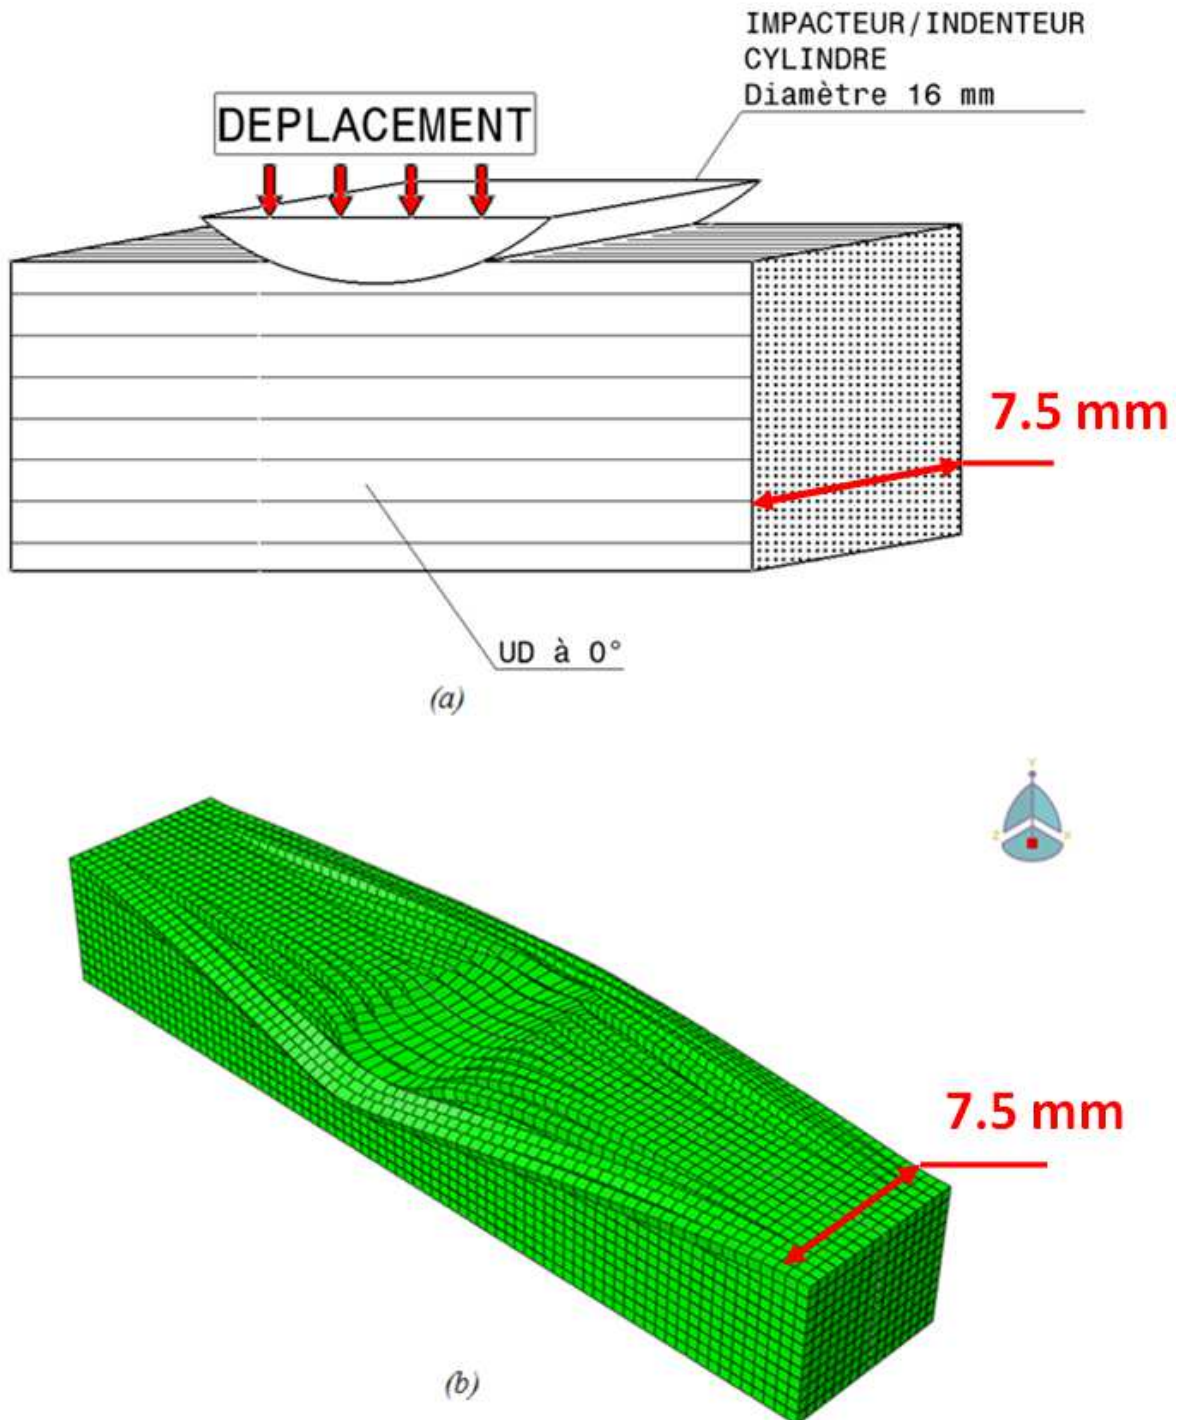 IMPACTEUR/INDENTEUR
CYLINDRE
Diamètre 16 mm
DEPLACEMENT
7.5 mm
UD à 0°
(a)
Y
Z
X
7.5 mm
(b)